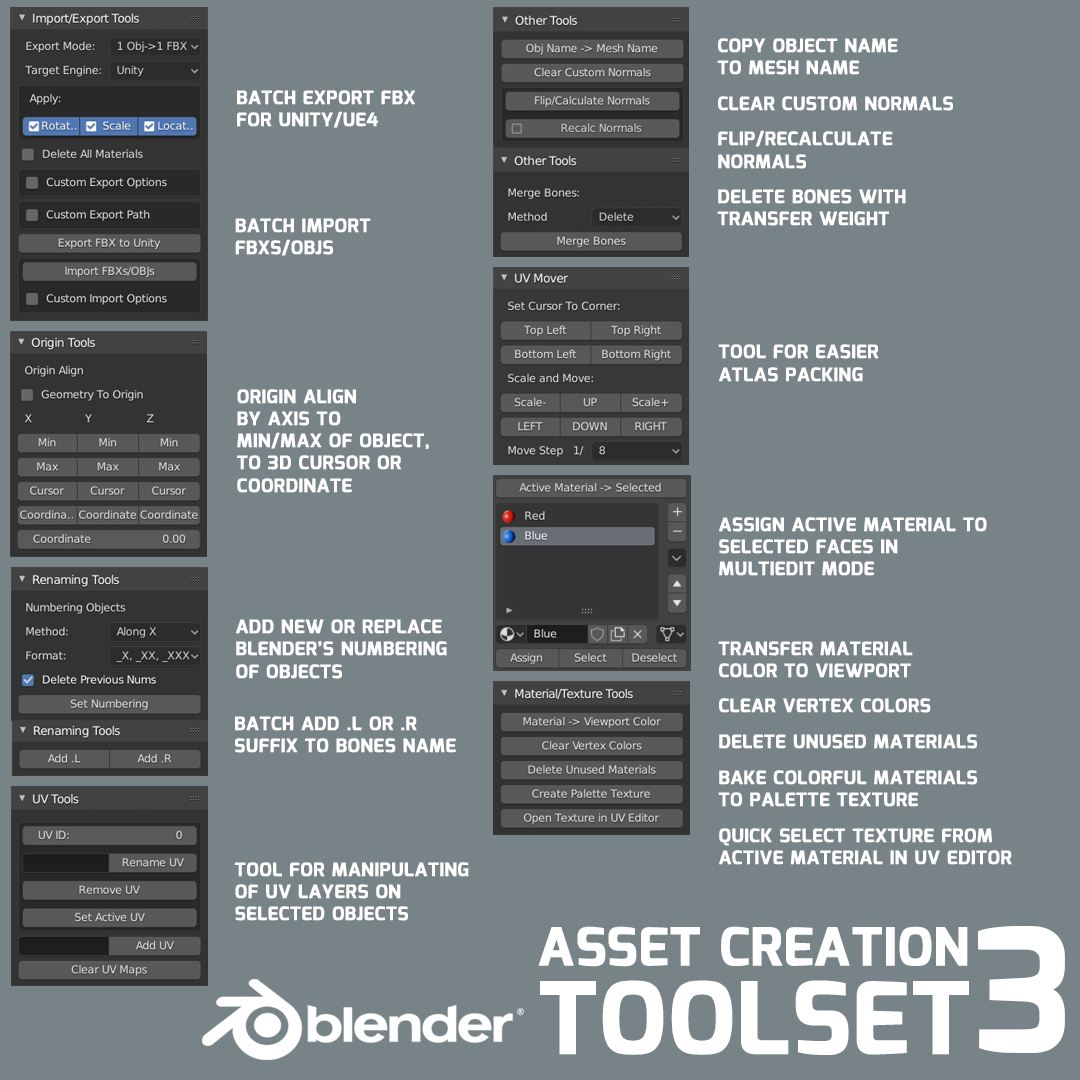 Import/Export Tools
Export Mode: 1 Obj->1 FBX
Target Engine: Unity
Apply:
Rotat.. Scale Locat..
Delete All Materials
Custom Export Options
Custom Export Path
Export FBX to Unity
Import FBXs/OBJs
Custom Import Options
BATCH EXPORT FBX
FOR UNITY/UE4
BATCH IMPORT
FBXS/OBJS
Origin Tools
Origin Align
Geometry To Origin
X Y Z
Min Min Min
Max Max Max
Cursor Cursor Cursor
Coordina.. Coordinate Coordinate
Coordinate 0.00
ORIGIN ALIGN
BY AXIS TO
MIN/MAX OF OBJECT,
TO 3D CURSOR OR
COORDINATE
Renaming Tools
Numbering Objects
Method: Along X
Format: _X, _XX, _XXX
Delete Previous Nums
Set Numbering
Renaming Tools
Add .L Add .R
ADD NEW OR REPLACE
BLENDER'S NUMBERING
OF OBJECTS
BATCH ADD .L OR .R
SUFFIX TO BONES NAME
UV Tools
UV ID: 0
Rename UV
Remove UV
Set Active UV
Add UV
Clear UV Maps
TOOL FOR MANIPULATING
OF UV LAYERS ON
SELECTED OBJECTS
Other Tools
Obj Name -> Mesh Name
Clear Custom Normals
Flip/Calculate Normals
Recalc Normals
Other Tools
Merge Bones:
Method Delete
Merge Bones
COPY OBJECT NAME
TO MESH NAME
CLEAR CUSTOM NORMALS
FLIP/RECALCULATE
NORMALS
DELETE BONES WITH
TRANSFER WEIGHT
UV Mover
Set Cursor To Corner:
Top Left Top Right
Bottom Left Bottom Right
Scale and Move:
Scale- UP Scale+
LEFT DOWN RIGHT
Move Step 1/ 8
TOOL FOR EASIER
ATLAS PACKING
Active Material -> Selected
Red
Blue
Blue
Assign Select Deselect
ASSIGN ACTIVE MATERIAL TO
SELECTED FACES IN
MULTIEDIT MODE
Material/Texture Tools
Material -> Viewport Color
Clear Vertex Colors
Delete Unused Materials
Create Palette Texture
Open Texture in UV Editor
TRANSFER MATERIAL
COLOR TO VIEWPORT
CLEAR VERTEX COLORS
DELETE UNUSED MATERIALS
BAKE COLORFUL MATERIALS
TO PALETTE TEXTURE
QUICK SELECT TEXTURE FROM
ACTIVE MATERIAL IN UV EDITOR
blender®
ASSET CREATION
TOOLSET 3